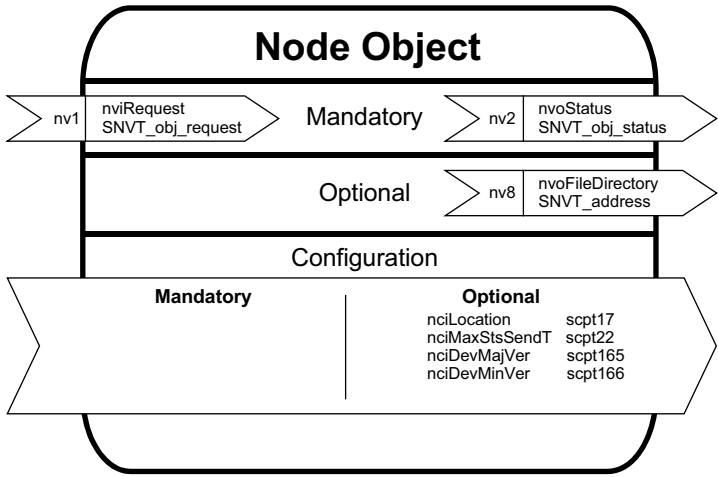 Node Object
nv1 nviRequest
SNVT_obj_request
Mandatory
nv2 nvoStatus
SNVT_obj_status
Optional
nv8 nvoFileDirectory
SNVT_address
Configuration
Mandatory
Optional
nciLocation scpt17
nciMaxStsSendT scpt22
nciDevMajVer scpt165
nciDevMinVer scpt166